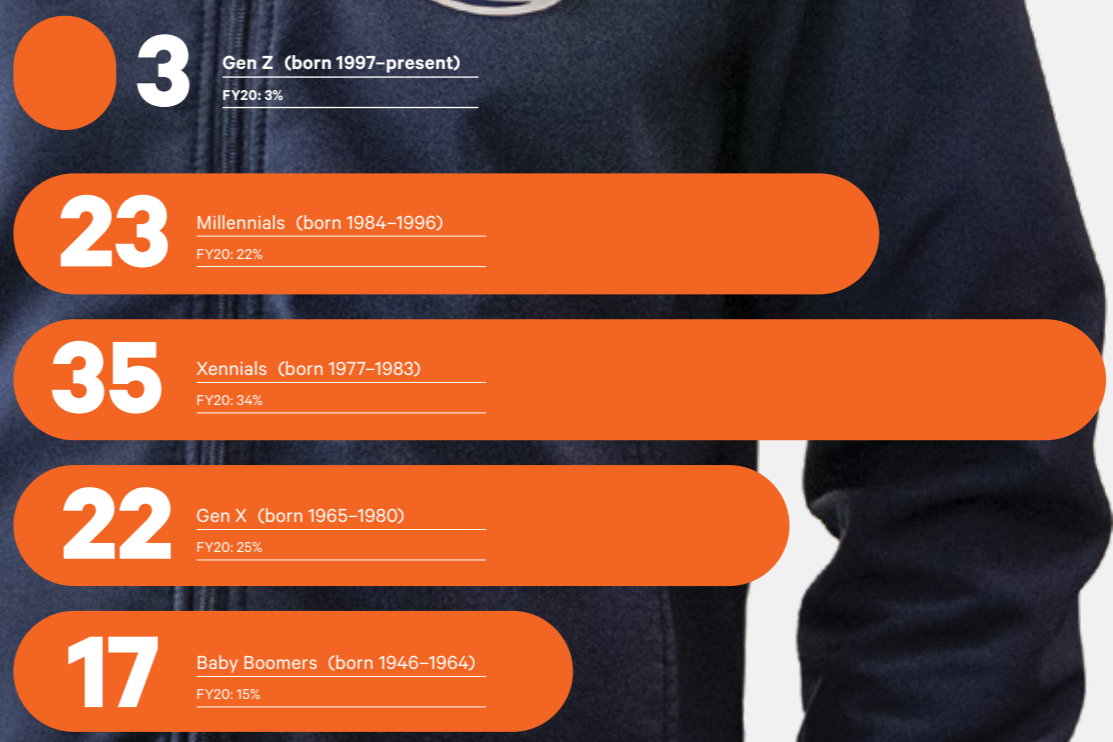 3
Gen Z (born 1997–present)
FY20: 3%
23
Millennials (born 1984–1996)
FY20: 22%
35
Xennials (born 1977–1983)
FY20: 34%
22
Gen X (born 1965–1980)
FY20: 25%
17
Baby Boomers (born 1946–1964)
FY20: 15%